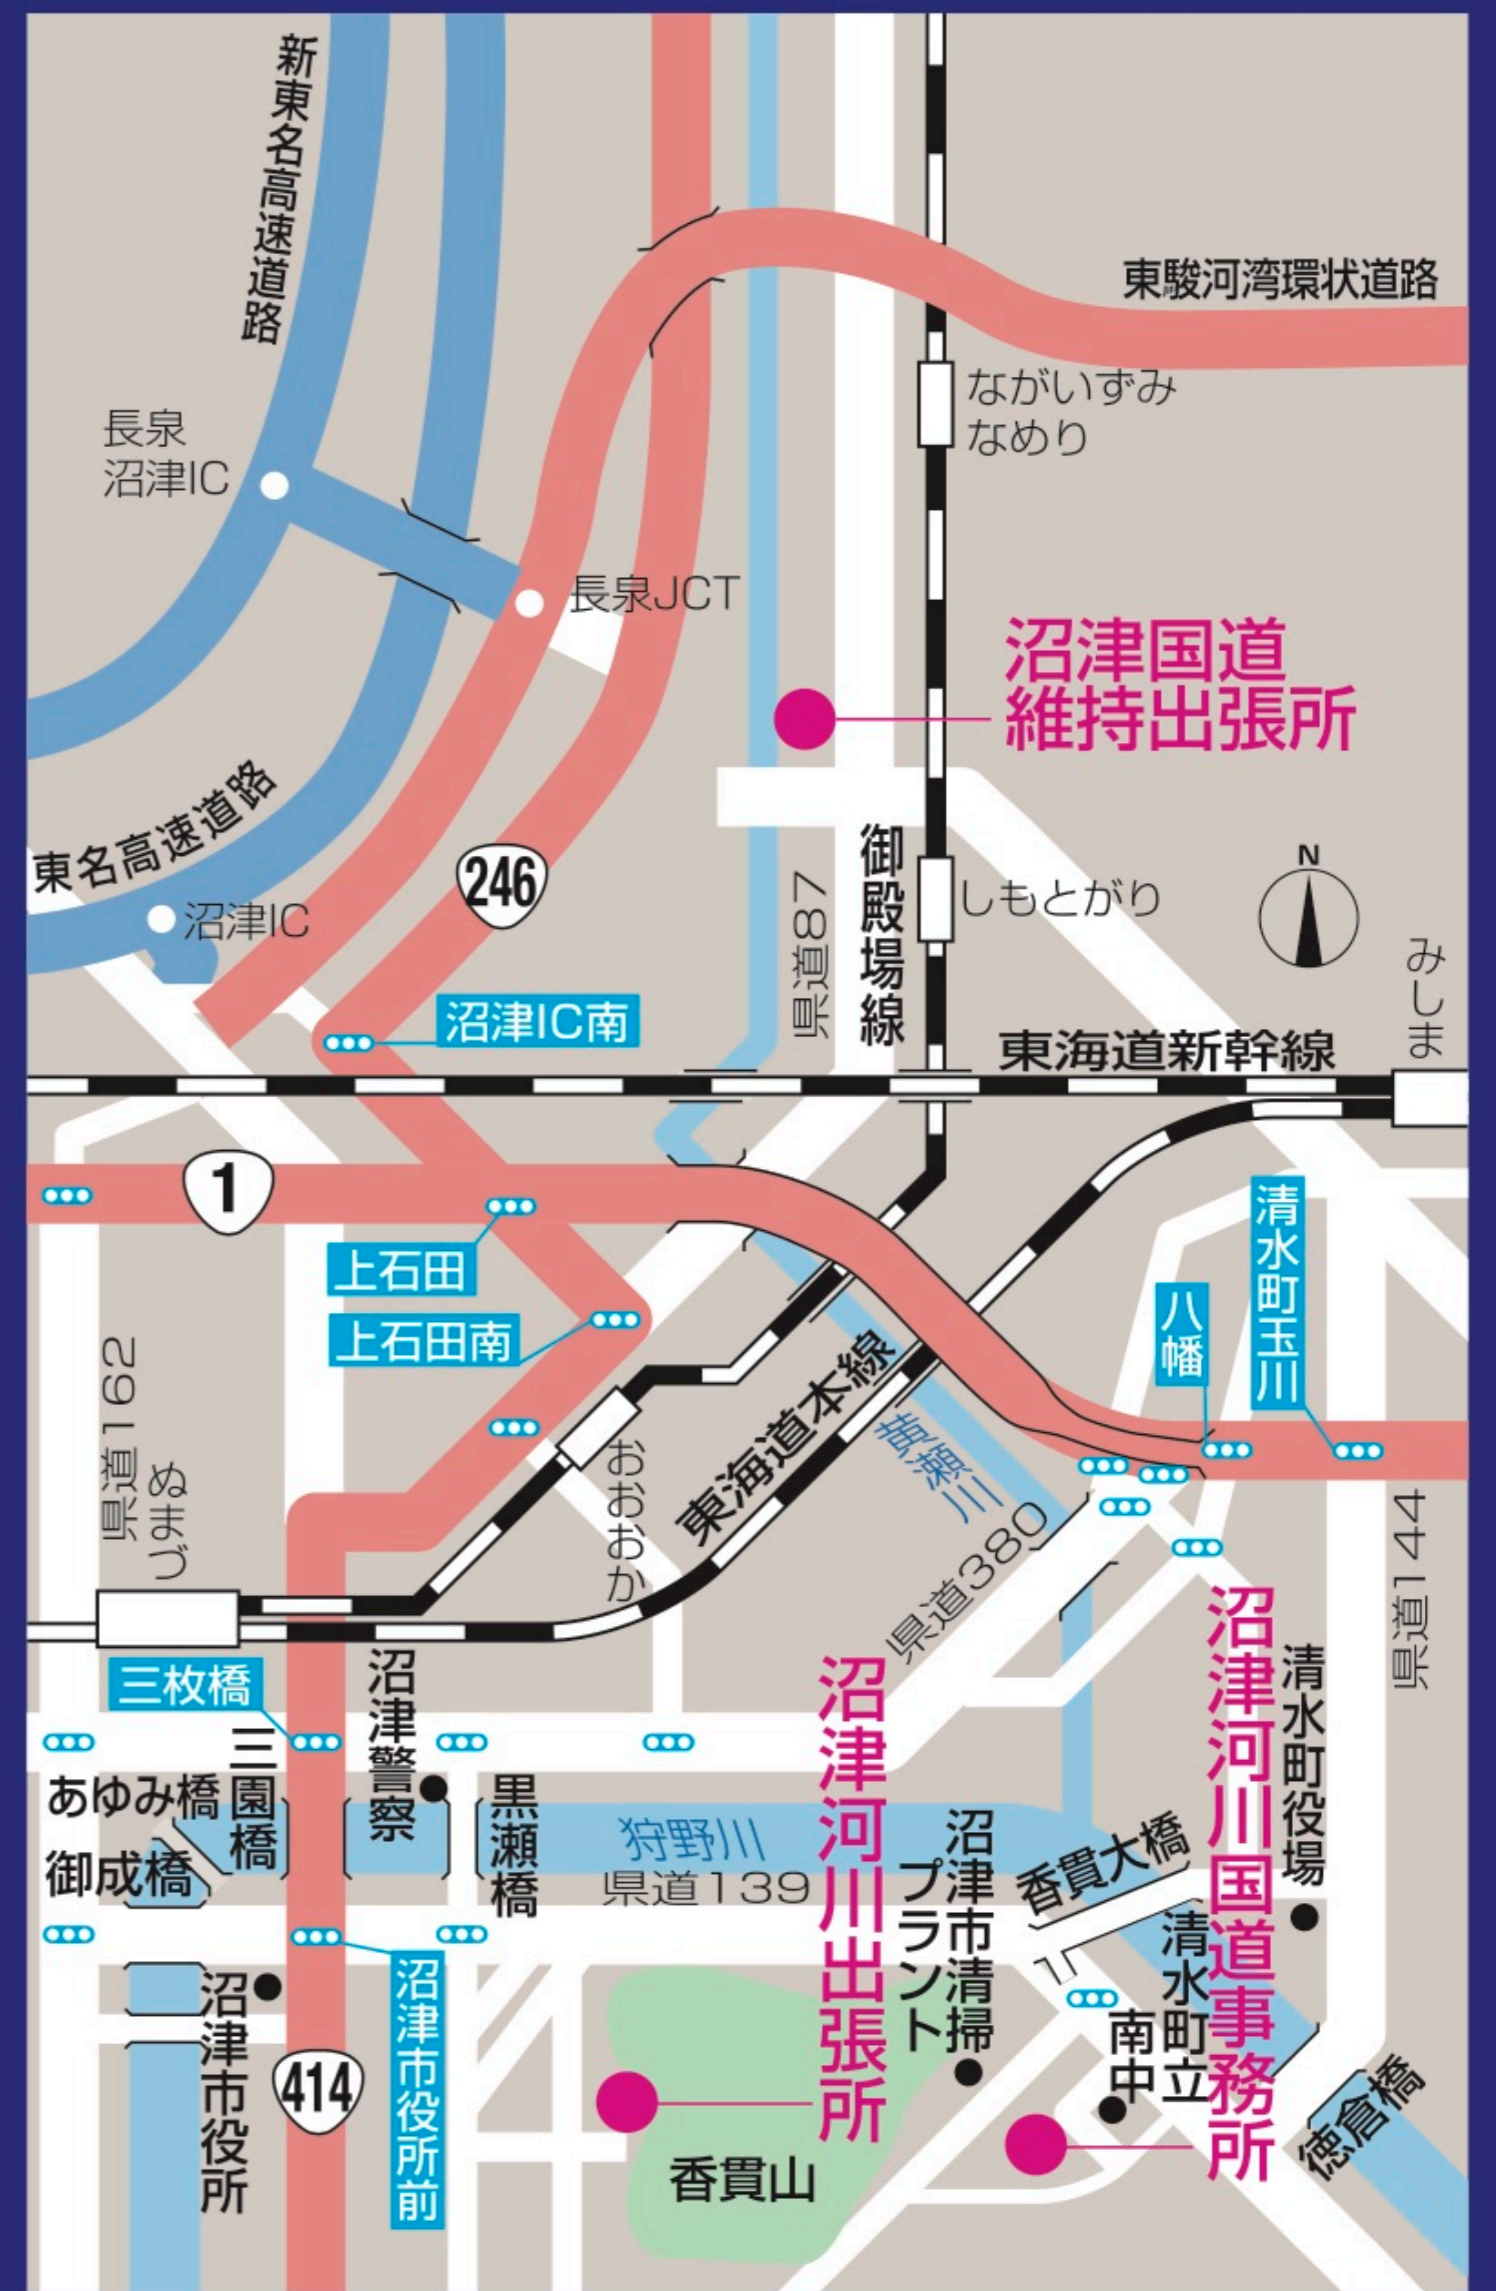 新東名高速道路
東駿河湾環状道路
ながいずみ
なめり
長泉
沼津IC
長泉JCT
沼津国道
維持出張所
東名高速道路
沼津IC
246
県道87
御殿場線
しもとがり
N
みしま
沼津IC南
東海道新幹線
1
上石田
上石田南
八幡
清水町玉川
県道162
ぬまづ
おおおか
東海道本線
黄瀬川
県道380
県道144
三枚橋
沼津警察
三園橋
あゆみ橋
御成橋
黒瀬橋
狩野川
県道139
沼津河川出張所
沼津市清掃
プラント
香貫大橋
沼津河川国道事務所
清水町役場
清水町立
南中
徳倉橋
沼津市役所
414
沼津市役所前
香貫山